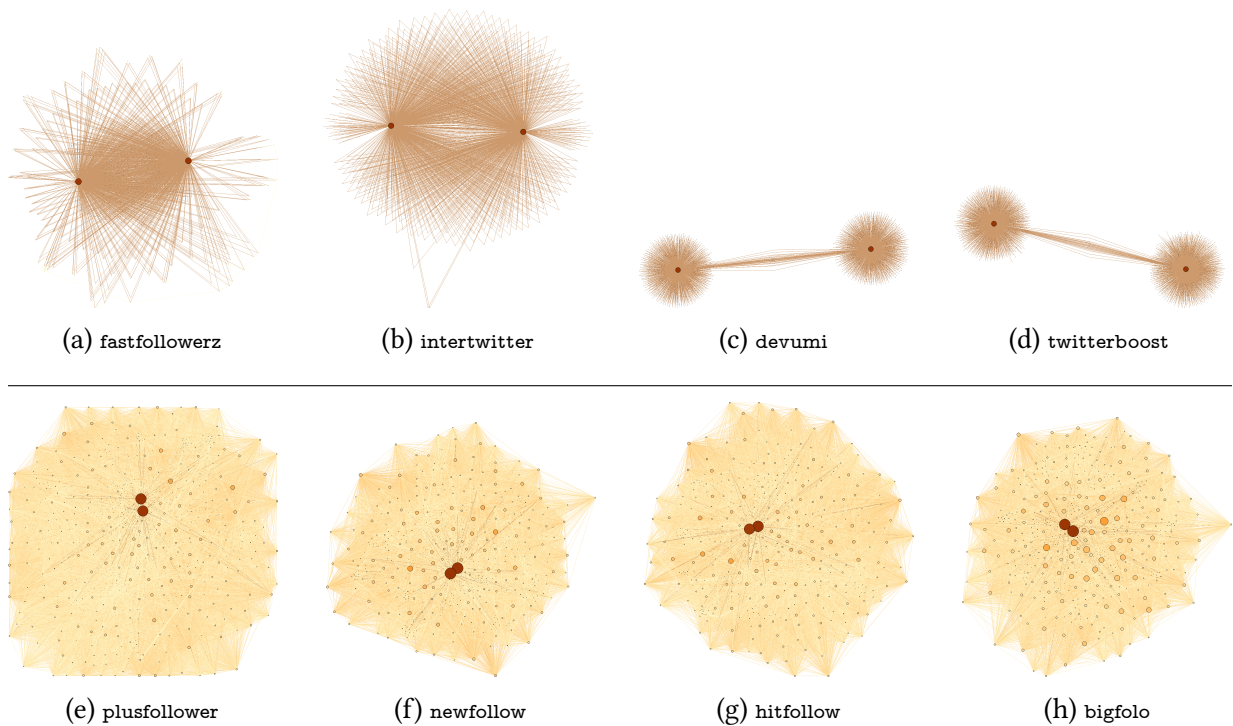 (a) fastfollowerz
(b) intertwitter
(c) devumi
(d) twitterboost
(e) plusfollower
(f) newfollow
(g) hitfollow
(h) bigfolo